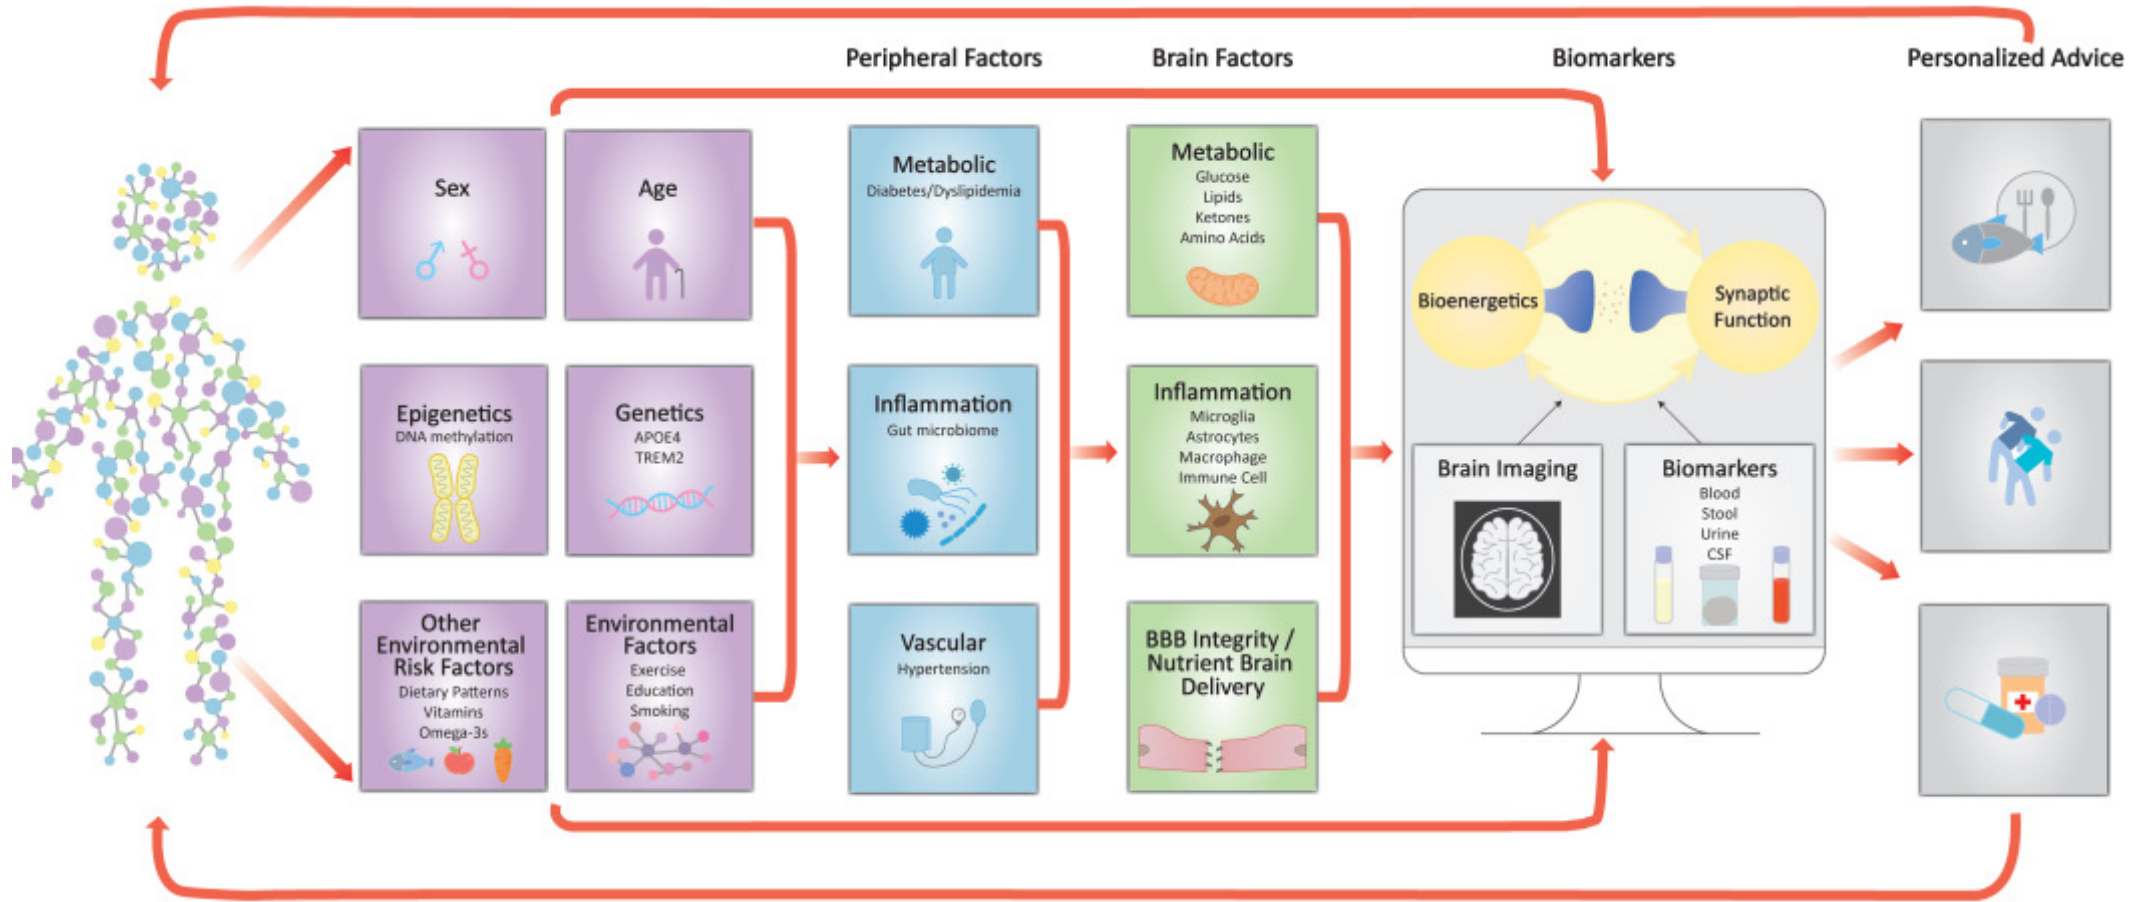 Peripheral Factors
Brain Factors
Biomarkers
Personalized Advice
Sex
Age
Epigenetics
DNA methylation
Genetics
APOE4
TREM2
Other
Environmental
Risk Factors
Dietary Patterns
Vitamins
Omega-3s
Environmental
Factors
Exercise
Education
Smoking
Metabolic
Diabetes/Dyslipidemia
Inflammation
Gut microbiome
Vascular
Hypertension
Metabolic
Glucose
Lipids
Ketones
Amino Acids
Inflammation
Microglia
Astrocytes
Macrophage
Immune Cell
BBB Integrity /
Nutrient Brain
Delivery
Bioenergetics
Synaptic
Function
Brain Imaging
Biomarkers
Blood
Stool
Urine
CSF